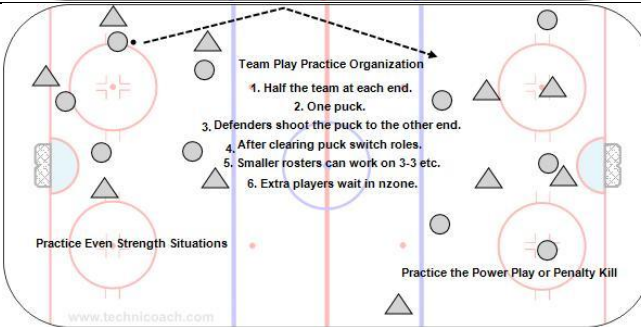 Team Play Practice Organization
1. Half the team at each end.
2. One puck.
3. Defenders shoot the puck to the other end.
4. After clearing puck switch roles.
5. Smaller rosters can work on 3-3 etc.
6. Extra players wait in nzone.
Practice Even Strength Situations
Practice the Power Play or Penalty Kill
www.technicoach.com